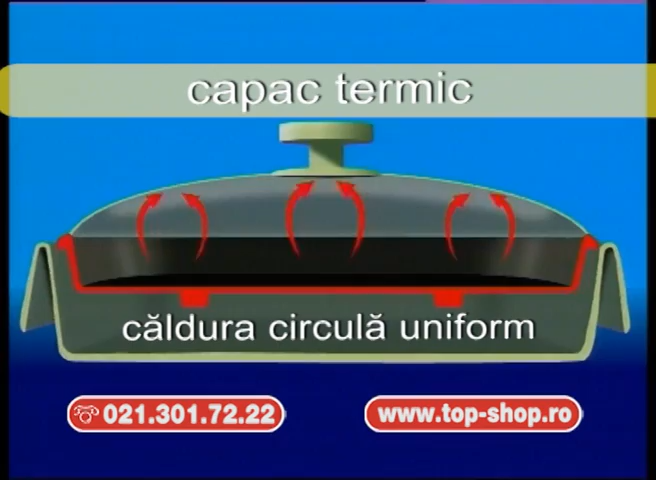 capac termic
căldura circulă uniform
021.301.72.22
www.top-shop.ro